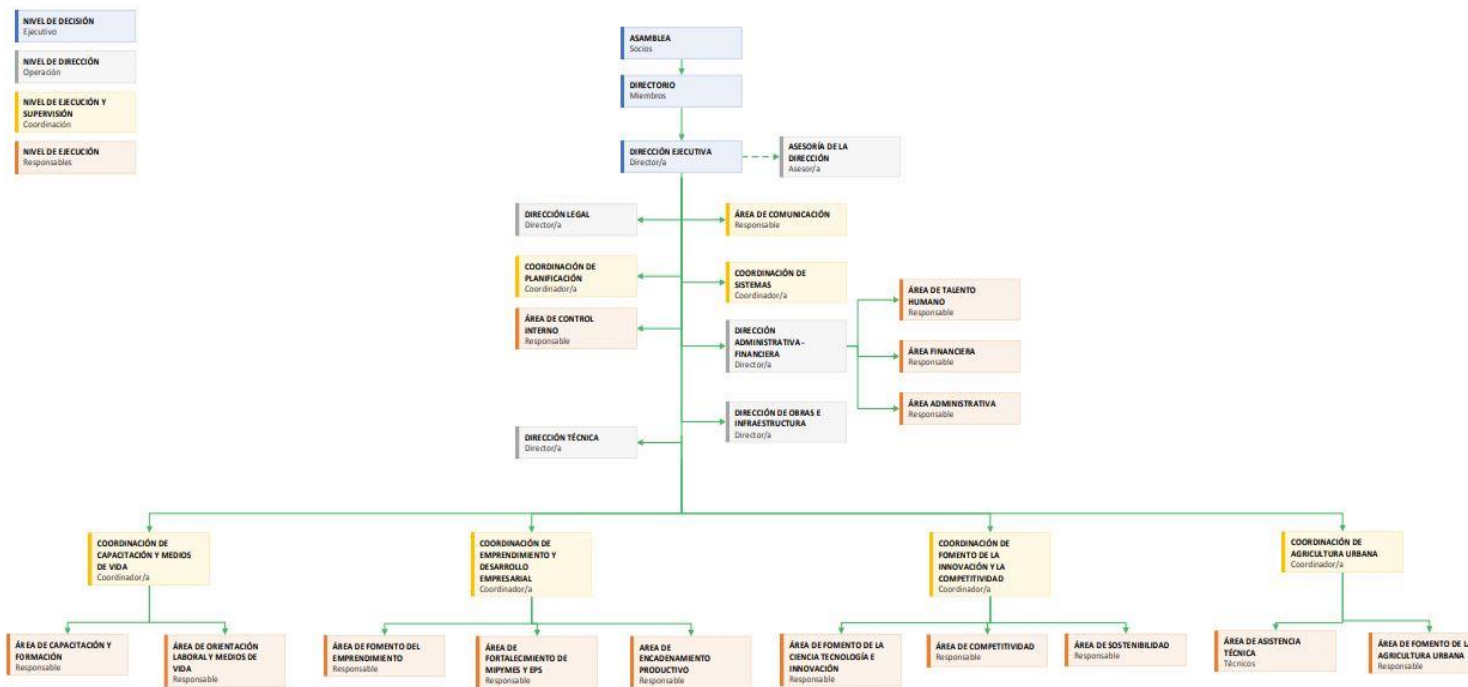 NIVEL DE DECISIÓN
Ejecutivo
NIVEL DE DIRECCIÓN
Operación
NIVEL DE EJECUCIÓN Y
SUPERVISIÓN
Coordinación
NIVEL DE EJECUCIÓN
Responsables
ASAMBLEA
Socios
DIRECTORIO
Miembros
DIRECCIÓN EJECUTIVA
Director/a
ASESORÍA DE LA
DIRECCIÓN
Asesor/a
DIRECCIÓN LEGAL
Director/a
ÁREA DE COMUNICACIÓN
Responsable
COORDINACIÓN DE
PLANIFICACIÓN
Coordinador/a
COORDINACIÓN DE
SISTEMAS
Coordinador/a
ÁREA DE TALENTO
HUMANO
Responsable
ÁREA DE CONTROL
INTERNO
Responsable
DIRECCIÓN
ADMINISTRATIVA -
FINANCIERA
Director/a
ÁREA FINANCIERA
Responsable
ÁREA ADMINISTRATIVA
Responsable
DIRECCIÓN DE OBRAS E
INFRAESTRUCTURA
Director/a
DIRECCIÓN TÉCNICA
Director/a
COORDINACIÓN DE
CAPACITACIÓN Y MEDIOS
DE VIDA
Coordinador/a
COORDINACIÓN DE
EMPRENDIMIENTO Y
DESARROLLO
EMPRESARIAL
Coordinador/a
COORDINACIÓN DE
FOMENTO DE LA
INNOVACIÓN Y LA
COMPETITIVIDAD
Coordinador/a
COORDINACIÓN DE
AGRICULTURA URBANA
Coordinador/a
ÁREA DE CAPACITACIÓN Y
FORMACIÓN
Responsable
ÁREA DE ORIENTACIÓN
LABORAL Y MEDIOS DE
VIDA
Responsable
ÁREA DE FOMENTO DEL
EMPRENDIMIENTO
Responsable
ÁREA DE
FORTALECIMIENTO DE
MIPYMES Y EPS
Responsable
AREA DE
ENCADENAMIENTO
PRODUCTIVO
Responsable
ÁREA DE FOMENTO DE LA
CIENCIA TECNOLOGÍA E
INNOVACIÓN
Responsable
ÁREA DE COMPETITIVIDAD
Responsable
ÁREA DE SOSTENIBILIDAD
Responsable
ÁREA DE ASISTENCIA
TÉCNICA
Técnicos
ÁREA DE FOMENTO DE LA
AGRICULTURA URBANA
Responsable